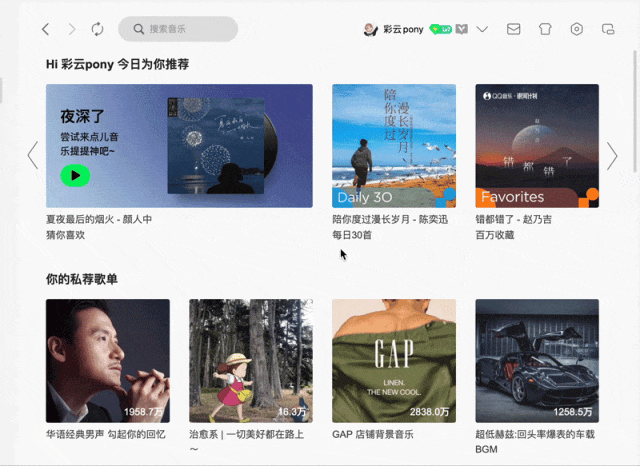 搜索音乐
彩云pony
Hi 彩云pony 今日为你推荐
夜深了
尝试来点儿音
乐提提神吧~
夏夜最后的烟火 - 颜人中
猜你喜欢
陪你度过
漫长岁月
Daily 30
陪你度过漫长岁月 - 陈奕迅
每日30首
QQ音乐·银河计划
错都错了
Favorites
错都错了 - 赵乃吉
百万收藏
你的私荐歌单
1958.7万
华语经典男声 勾起你的回忆
16.3万
治愈系 | 一切美好都在路上
~
GAP
LINEN.
THE NEW COOL.
2838.0万
GAP 店铺背景音乐
1258.5万
超低赫兹:回头率爆表的车载
BGM